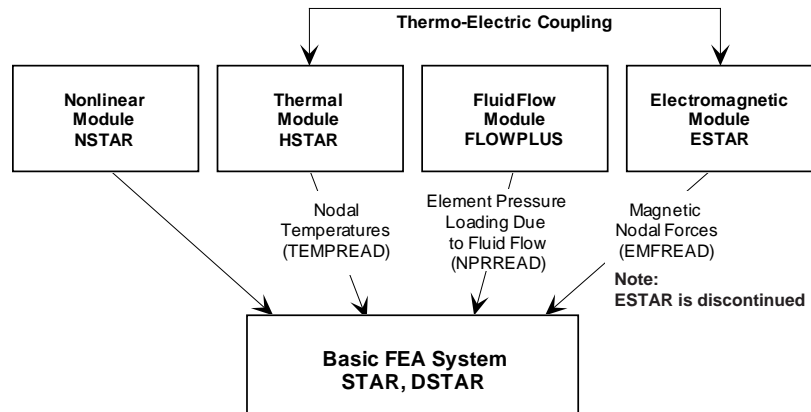 Thermo-Electric Coupling
Nonlinear
Module
NSTAR
Thermal
Module
HSTAR
Fluid Flow
Module
FLOWPLUS
Electromagnetic
Module
ESTAR
Nodal
Temperatures
(TEMPREAD)
Element Pressure
Loading Due
to Fluid Flow
(NPRREAD)
Magnetic
Nodal Forces
(EMFREAD)
Note:
ESTAR is discontinued
Basic FEA System
STAR, DSTAR